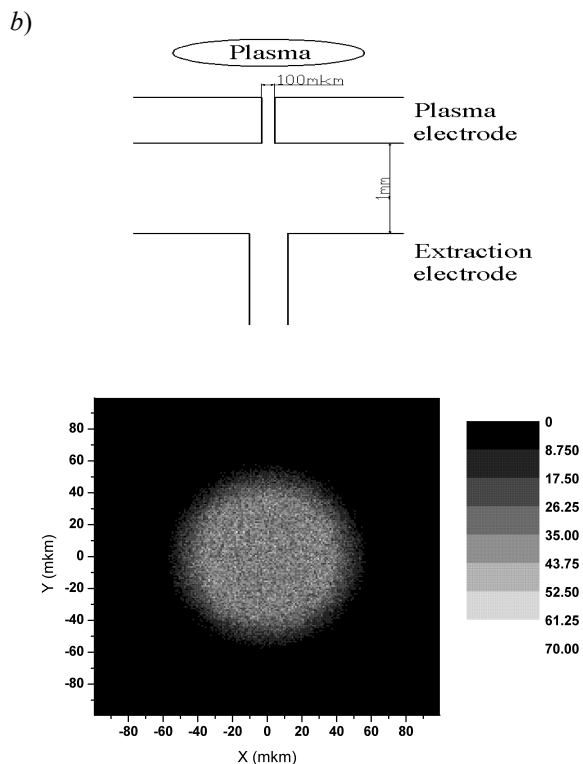 b)
Plasma
100mkm
Plasma
electrode
1mm
Extraction
electrode
80
60
40
20
0
-20
-40
-60
-80
Y (mkm)
-80 -60 -40 -20 0 20 40 60 80
X (mkm)
0
8.750
17.50
26.25
35.00
43.75
52.50
61.25
70.00